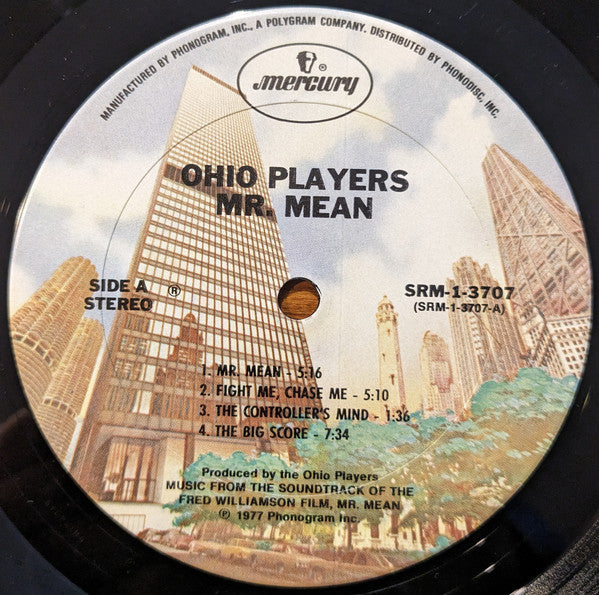 MANUFACTURED BY PHONOGRAM, INC., A POLYGRAM COMPANY. DISTRIBUTED BY PHONODISC, INC.
®
mercury
OHIO PLAYERS
MR. MEAN
SIDE A
STEREO ®
SRM-1-3707
(SRM-1-3707-A)
1. MR. MEAN - 5:16
2. FIGHT ME, CHASE ME - 5:10
3. THE CONTROLLER'S MIND - 1:36
4. THE BIG SCORE - 7:34
Produced by the Ohio Players
MUSIC FROM THE SOUNDTRACK OF THE
FRED WILLIAMSON FILM, MR. MEAN
℗ 1977 Phonogram Inc.